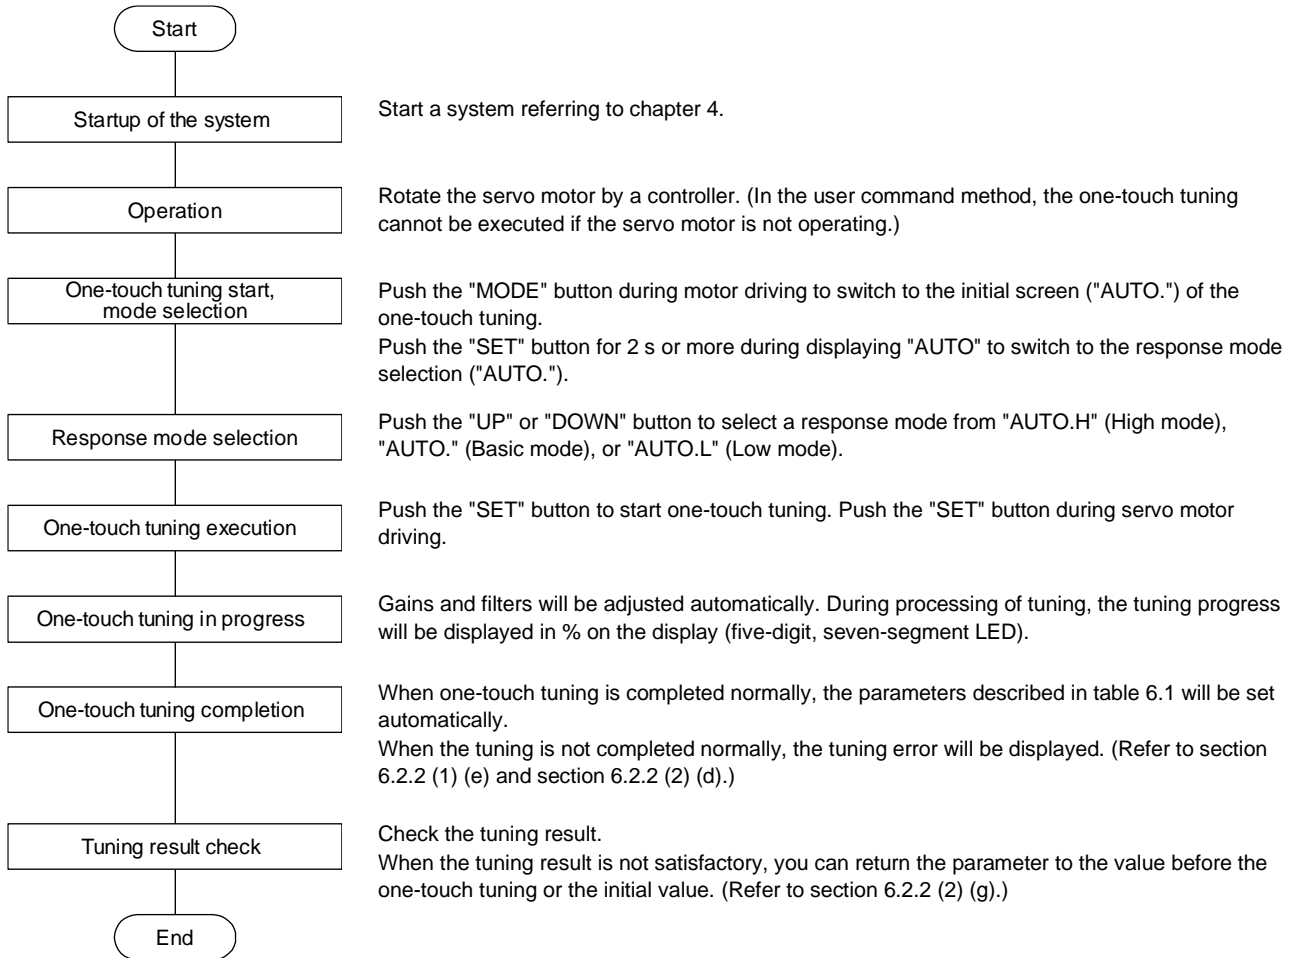 Start
Startup of the system
Start a system referring to chapter 4.
Operation
Rotate the servo motor by a controller. (In the user command method, the one-touch tuning
cannot be executed if the servo motor is not operating.)
One-touch tuning start,
mode selection
Push the "MODE" button during motor driving to switch to the initial screen ("AUTO.") of the
one-touch tuning.
Push the "SET" button for 2 s or more during displaying "AUTO" to switch to the response mode
selection ("AUTO.").
Response mode selection
Push the "UP" or "DOWN" button to select a response mode from "AUTO.H" (High mode),
"AUTO." (Basic mode), or "AUTO.L" (Low mode).
One-touch tuning execution
Push the "SET" button to start one-touch tuning. Push the "SET" button during servo motor
driving.
One-touch tuning in progress
Gains and filters will be adjusted automatically. During processing of tuning, the tuning progress
will be displayed in % on the display (five-digit, seven-segment LED).
One-touch tuning completion
When one-touch tuning is completed normally, the parameters described in table 6.1 will be set
automatically.
When the tuning is not completed normally, the tuning error will be displayed. (Refer to section
6.2.2 (1) (e) and section 6.2.2 (2) (d).)
Tuning result check
Check the tuning result.
When the tuning result is not satisfactory, you can return the parameter to the value before the
one-touch tuning or the initial value. (Refer to section 6.2.2 (2) (g).)
End